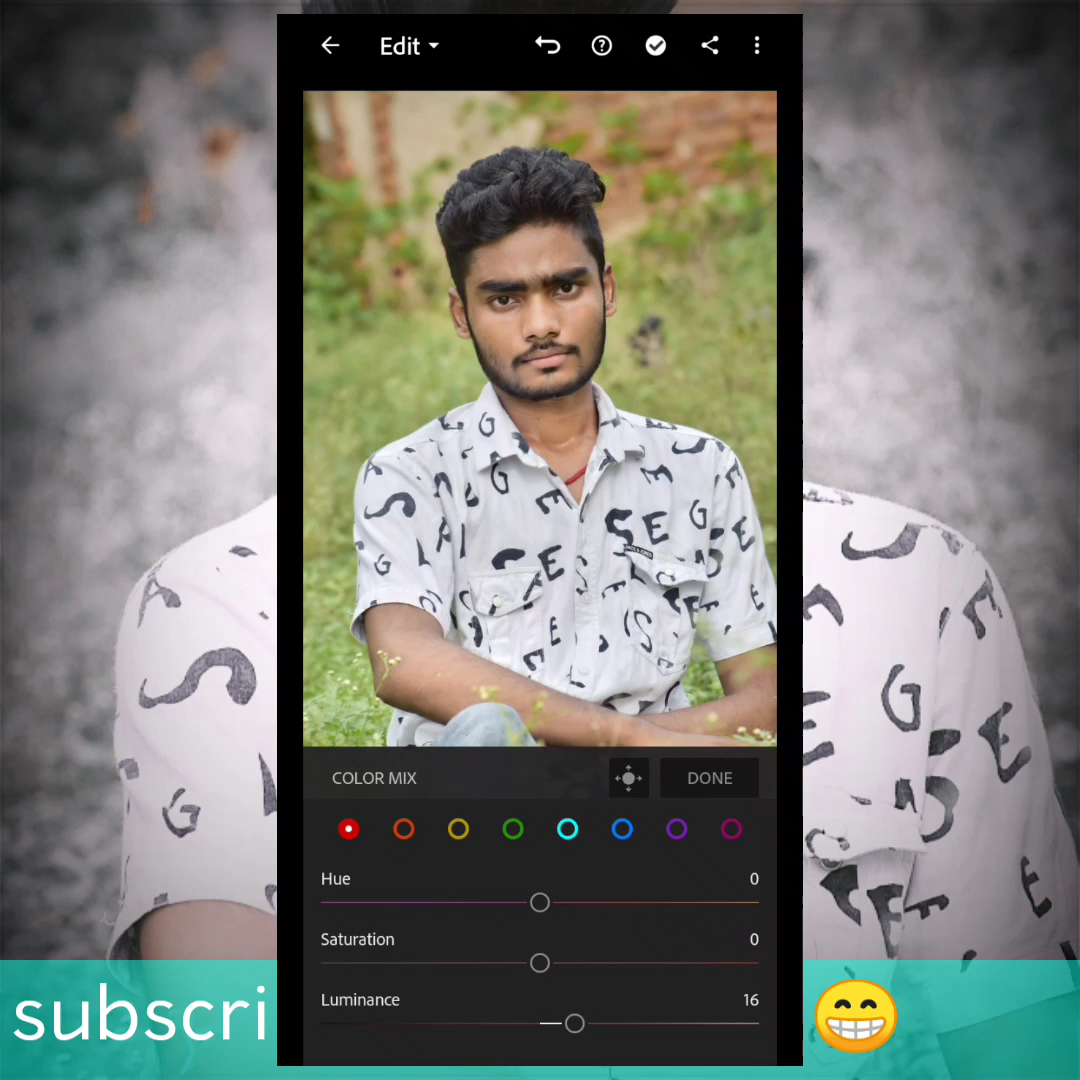 Edit
COLOR MIX
DONE
Hue
0
Saturation
0
Luminance
16
subscri